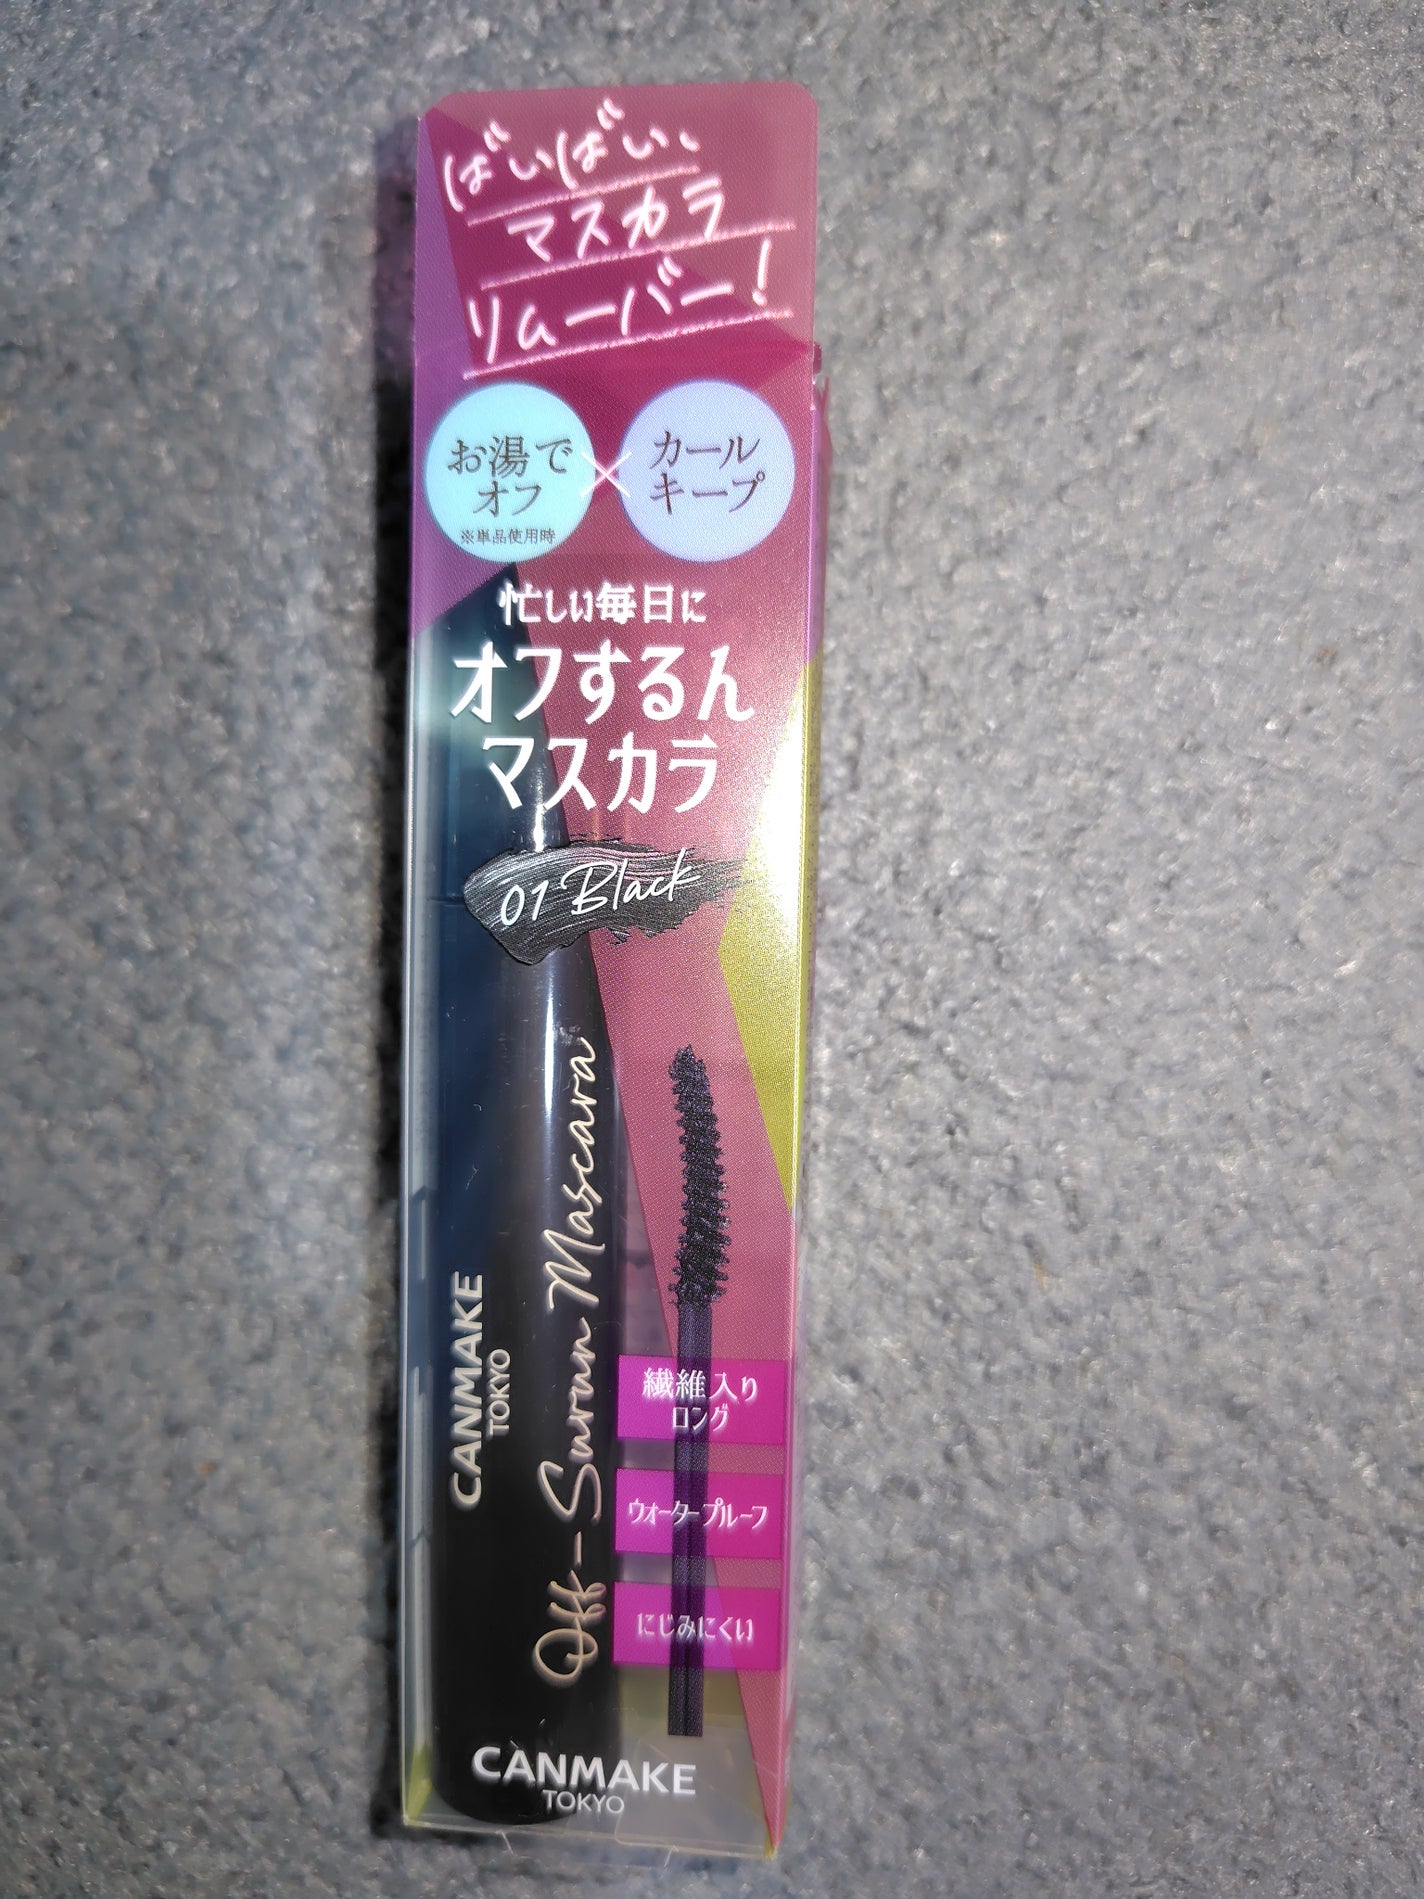 ばいばい、
マスカラ
リムーバー!
お湯で
オフ
※単品使用時
×
カール
キープ
忙しい毎日に
オフするん
マスカラ
01 Black
CANMAKE
TOKYO
Off-Surun Mascara
繊維入り
ロング
ウォータープルーフ
にじみにくい
CANMAKE
TOKYO